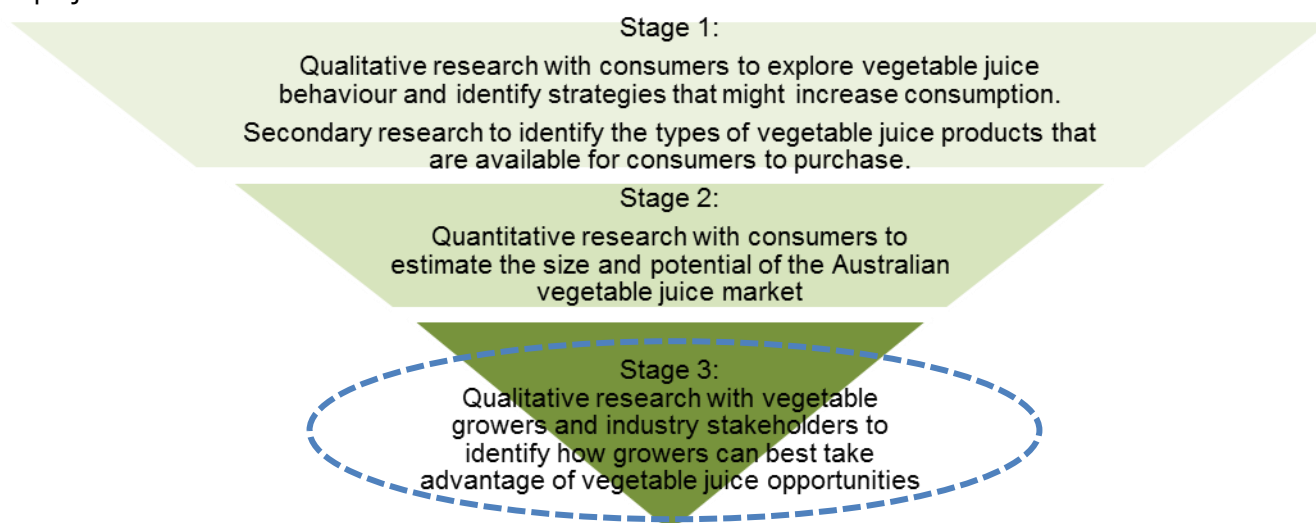 Stage 1:
Qualitative research with consumers to explore vegetable juice
behaviour and identify strategies that might increase consumption.
Secondary research to identify the types of vegetable juice products that
are available for consumers to purchase.
Stage 2:
Quantitative research with consumers to
estimate the size and potential of the Australian
vegetable juice market
Stage 3:
Qualitative research with vegetable
growers and industry stakeholders to
identify how growers can best take
advantage of vegetable juice opportunities